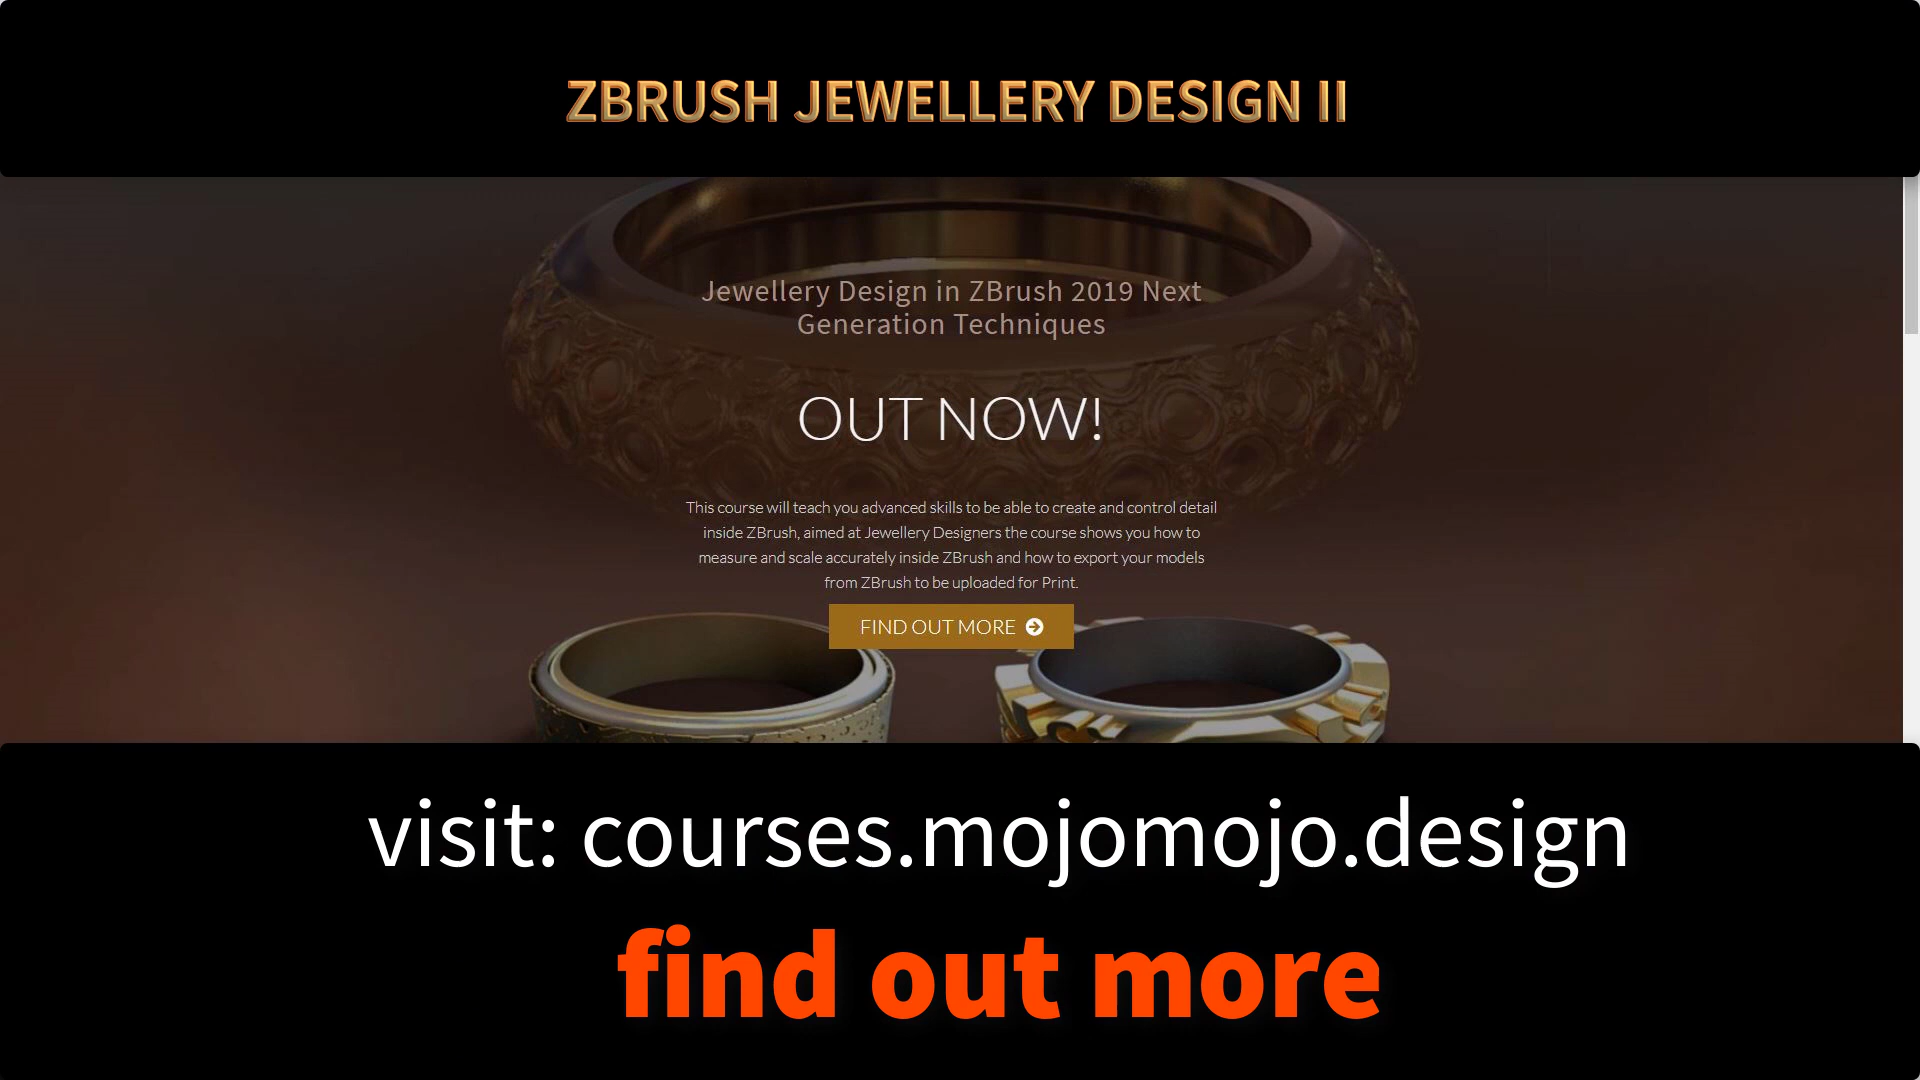 ZBRUSH JEWELLERY DESIGN II
Jewellery Design in ZBrush 2019 Next
Generation Techniques
OUT NOW!
This course will teach you advanced skills to be able to create and control detail
inside ZBrush, aimed at Jewellery Designers the course shows you how to
measure and scale accurately inside ZBrush and how to export your models
from ZBrush to be uploaded for Print.
FIND OUT MORE
visit: courses.mojomojo.design
find out more